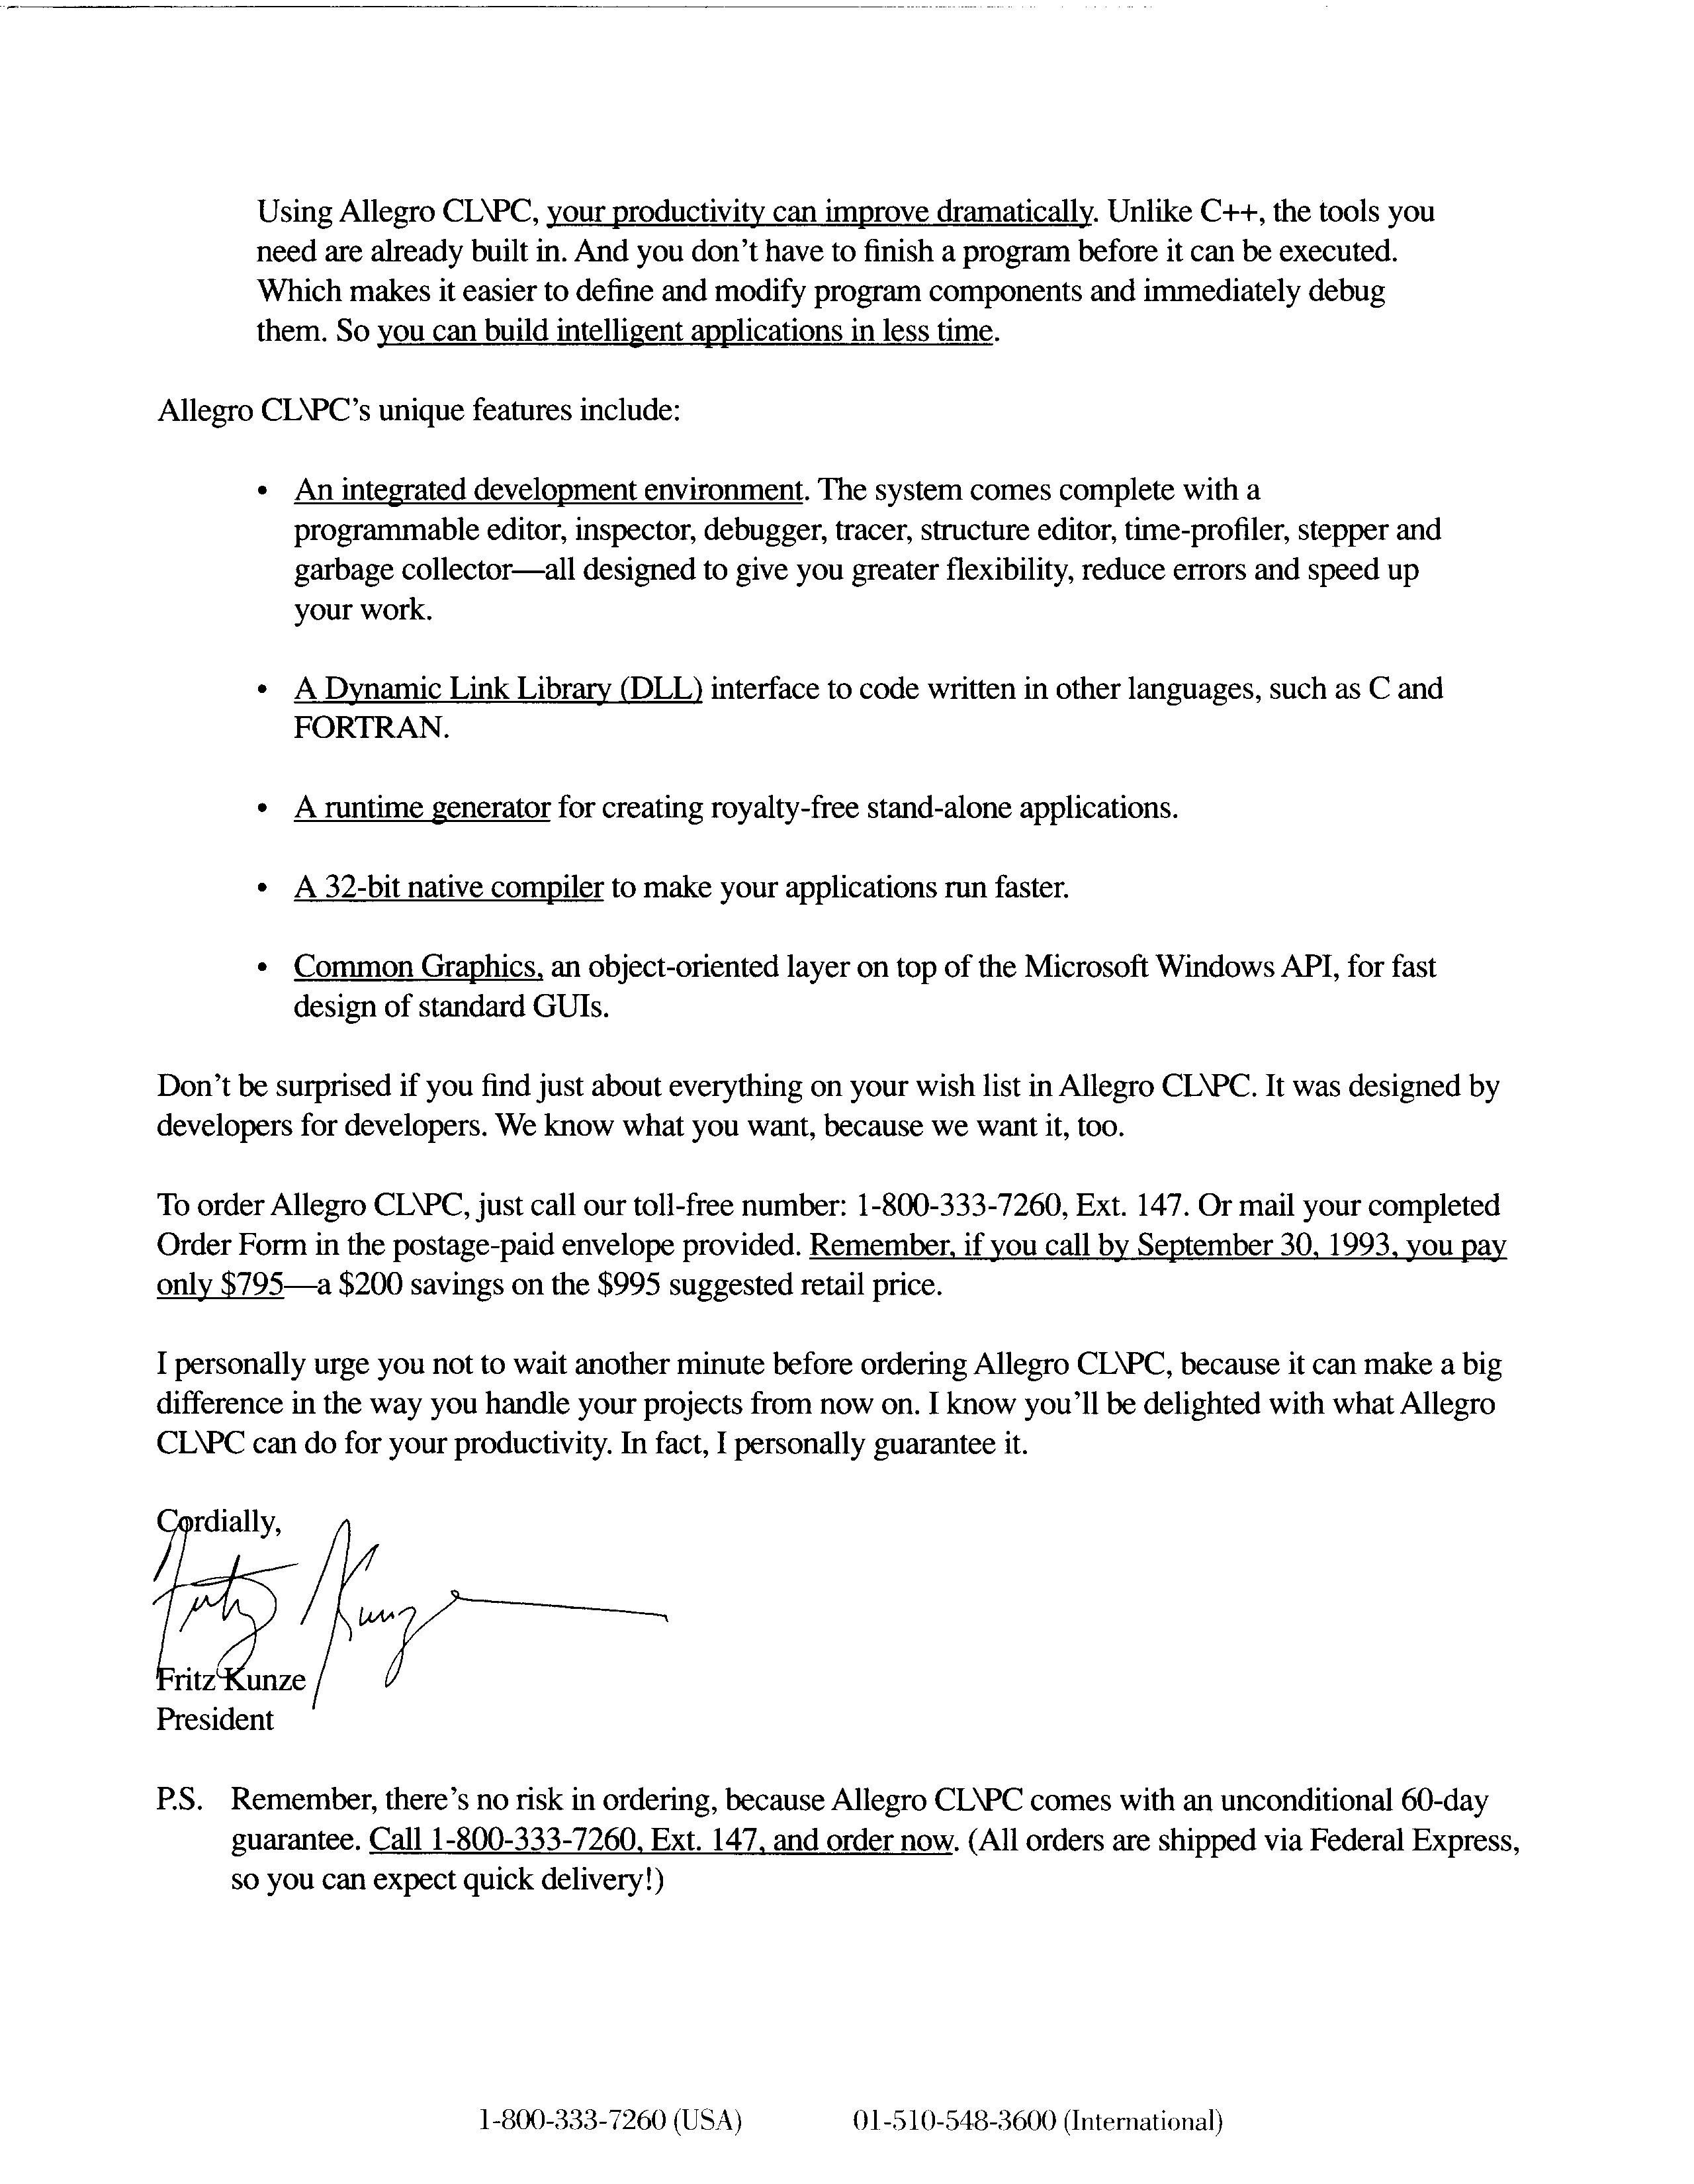 Using Allegro CL\PC, your productivity can improve dramatically. Unlike C++, the tools you
need are already built in. And you don't have to finish a program before it can be executed.
Which makes it easier to define and modify program components and immediately debug
them. So you can build intelligent applications in less time.
Allegro CL\PC's unique features include:
• An integrated development environment. The system comes complete with a
programmable editor, inspector, debugger, tracer, structure editor, time-profiler, stepper and
garbage collector—all designed to give you greater flexibility, reduce errors and speed up
your work.
• A Dynamic Link Library (DLL) interface to code written in other languages, such as C and
FORTRAN.
• A runtime generator for creating royalty-free stand-alone applications.
• A 32-bit native compiler to make your applications run faster.
• Common Graphics, an object-oriented layer on top of the Microsoft Windows API, for fast
design of standard GUIs.
Don't be surprised if you find just about everything on your wish list in Allegro CL\PC. It was designed by
developers for developers. We know what you want, because we want it, too.
To order Allegro CL\PC, just call our toll-free number: 1-800-333-7260, Ext. 147. Or mail your completed
Order Form in the postage-paid envelope provided. Remember, if you call by September 30, 1993, you pay
only $795—a $200 savings on the $995 suggested retail price.
I personally urge you not to wait another minute before ordering Allegro CL\PC, because it can make a big
difference in the way you handle your projects from now on. I know you'll be delighted with what Allegro
CL\PC can do for your productivity. In fact, I personally guarantee it.
Cordially,
Fritz Kunze
Fritz Kunze
President
P.S. Remember, there's no risk in ordering, because Allegro CL\PC comes with an unconditional 60-day
guarantee. Call 1-800-333-7260, Ext. 147, and order now. (All orders are shipped via Federal Express,
so you can expect quick delivery!)
1-800-333-7260 (USA) 01-510-548-3600 (International)